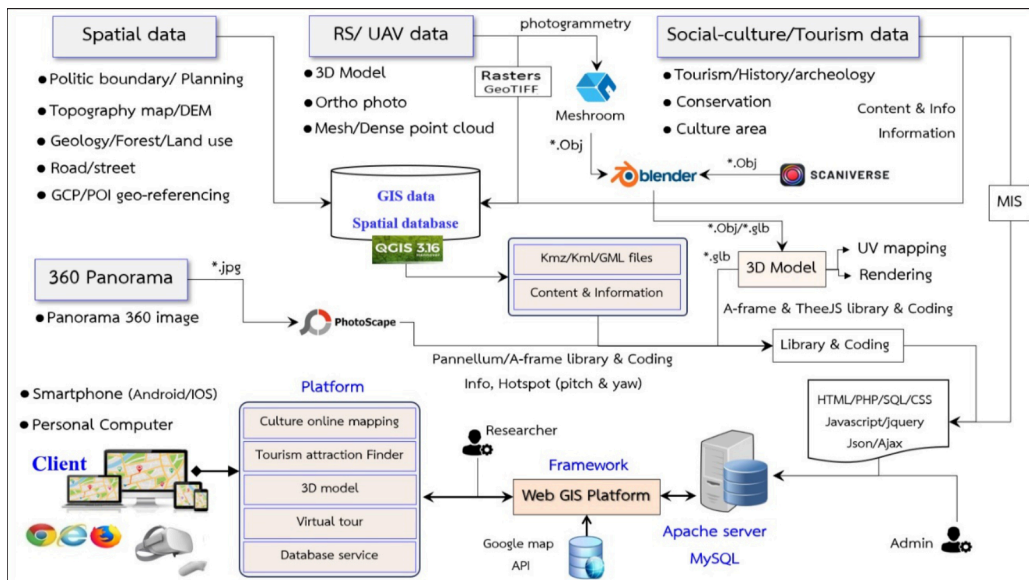 Spatial data
• Politic boundary/ Planning
• Topography map/DEM
• Geology/Forest/Land use
• Road/street
• GCP/POI geo-referencing
RS/ UAV data
• 3D Model
• Ortho photo
• Mesh/Dense point cloud
photogrammetry
Rasters
GeoTIFF
Meshroom
*.Obj
Social-culture/Tourism data
• Tourism/History/archeology
• Conservation
• Culture area
Content & Info
Information
MIS
blender
*.Obj
SCANIVERSE
GIS data
Spatial database
QGIS 3.16
*.Obj/*.glb
*.glb
3D Model
UV mapping
Rendering
360 Panorama
• Panorama 360 image
*.jpg
PhotoScape
Kmz/Kml/GML files
Content & Information
A-frame & TheeJS library & Coding
Pannellum/A-frame library & Coding
Info, Hotspot (pitch & yaw)
Library & Coding
HTML/PHP/SQL/CSS
Javascript/jquery
Json/Ajax
• Smartphone (Android/IOS)
• Personal Computer
Client
Platform
Culture online mapping
Tourism attraction Finder
3D model
Virtual tour
Database service
Researcher
Framework
Web GIS Platform
Google map
API
Apache server
MySQL
Admin